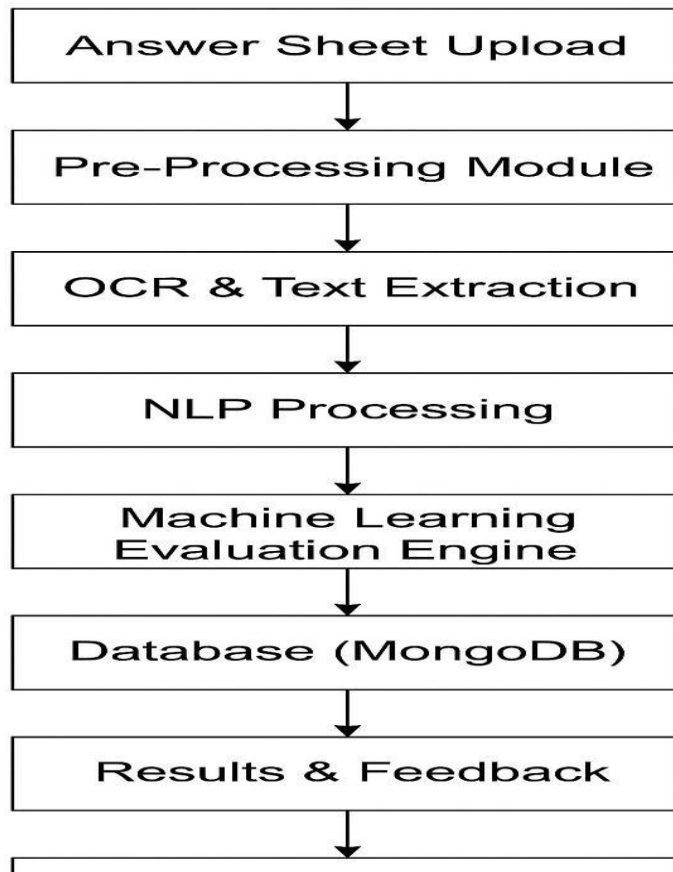 Answer Sheet Upload
Pre-Processing Module
OCR & Text Extraction
NLP Processing
Machine Learning
Evaluation Engine
Database (MongoDB)
Results & Feedback